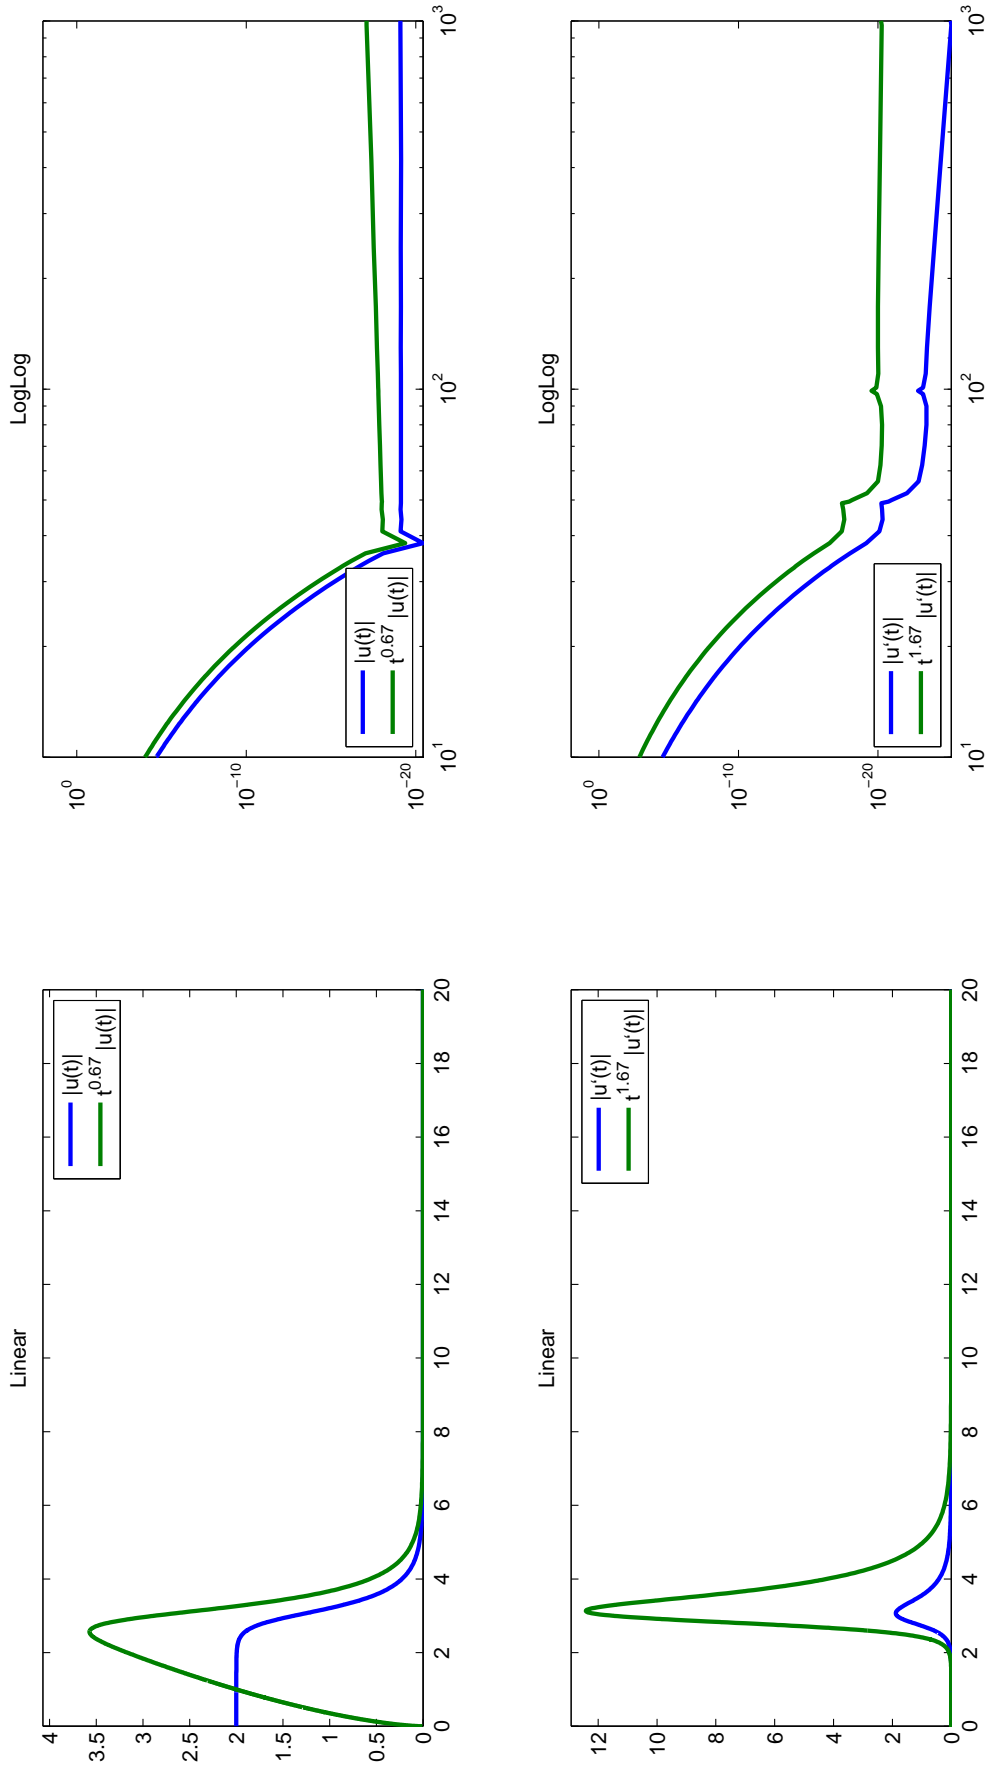 Linear
4
3.5
3
2.5
2
1.5
1
0.5
0
0 2 4 6 8 10 12 14 16 18 20
|u(t)|
t^0.67 |u(t)|
LogLog
10^0
10^-10
10^-20
10^1 10^2 10^3
|u(t)|
t^0.67 |u(t)|
Linear
12
10
8
6
4
2
0
0 2 4 6 8 10 12 14 16 18 20
|u‘(t)|
t^1.67 |u‘(t)|
LogLog
10^0
10^-10
10^-20
10^1 10^2 10^3
|u‘(t)|
t^1.67 |u‘(t)|